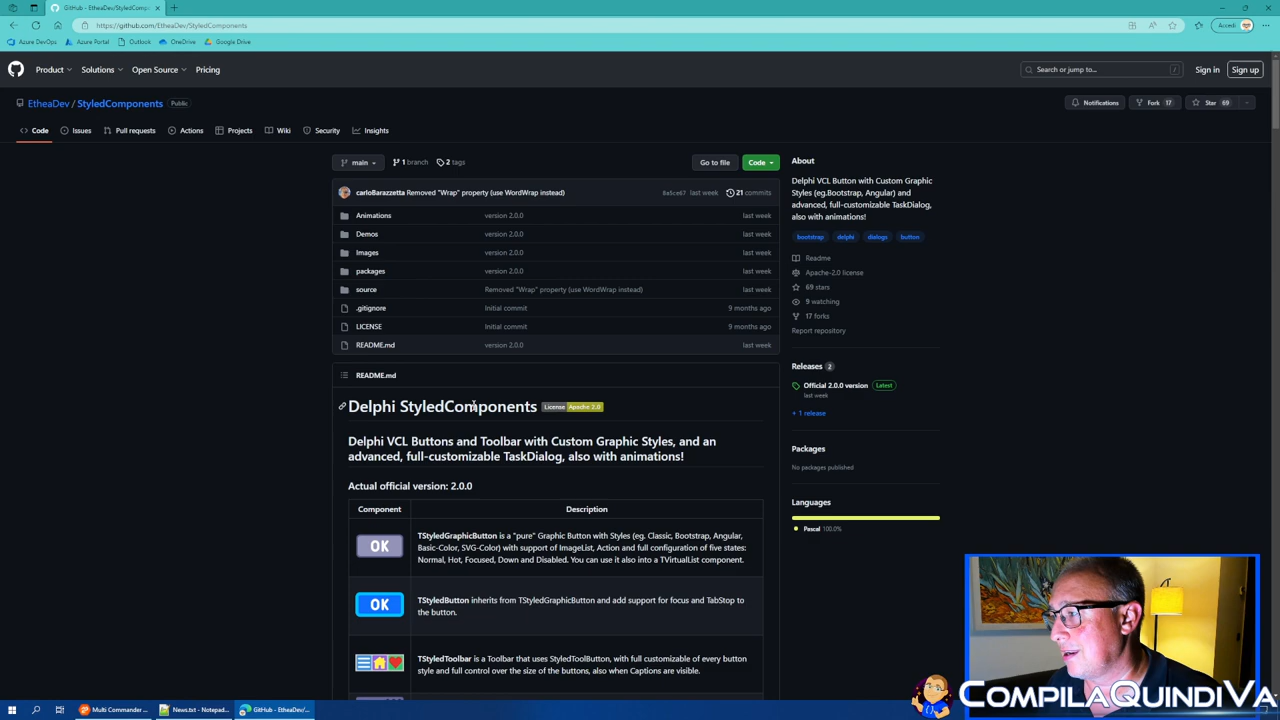 GitHub - EtheaDev/StyledCompone
https://github.com/EtheaDev/StyledComponents
Accedi
Azure DevOps
Azure Portal
Outlook
OneDrive
Google Drive
Product
Solutions
Open Source
Pricing
Search or jump to...
/
Sign in
Sign up
EtheaDev / StyledComponents
Public
Notifications
Fork 17
Star 69
Code
Issues
Pull requests
Actions
Projects
Wiki
Security
Insights
main
1 branch
2 tags
Go to file
Code
carloBarazzetta Removed "Wrap" property (use WordWrap instead)
last week
21 commits
Animations
version 2.0.0
last week
Demos
version 2.0.0
last week
Images
version 2.0.0
last week
packages
version 2.0.0
last week
source
Removed "Wrap" property (use WordWrap instead)
last week
.gitignore
Initial commit
9 months ago
LICENSE
Initial commit
9 months ago
README.md
version 2.0.0
last week
README.md
Delphi StyledComponents
License Apache 2.0
Delphi VCL Buttons and Toolbar with Custom Graphic Styles, and an
advanced, full-customizable TaskDialog, also with animations!
Actual official version: 2.0.0
Component
Description
OK
TStyledGraphicButton is a "pure" Graphic Button with Styles (eg. Classic, Bootstrap, Angular,
Basic-Color, SVG-Color) with support of ImageList, Action and full configuration of five states:
Normal, Hot, Focused, Down and Disabled. You can use it also into a TVirtualList component.
OK
TStyledButton inherits from TStyledGraphicButton and add support for focus and TabStop to
the button.
TStyledToolbar is a Toolbar that uses StyledToolButton, with full customizable of every button
style and full control over the size of the buttons, also when Captions are visible.
About
Delphi VCL Button with Custom Graphic
Styles (eg.Bootstrap, Angular) and
advanced, full-customizable TaskDialog,
also with animations!
bootstrap
delphi
dialogs
button
Readme
Apache-2.0 license
69 stars
9 watching
17 forks
Report repository
Releases 2
Official 2.0.0 version
Latest
last week
+ 1 release
Packages
No packages published
Languages
Pascal 100.0%
COMPILAQUINDIVA
Multi Commander ...
News.txt - Notepad...
GitHub - EtheaDev/...